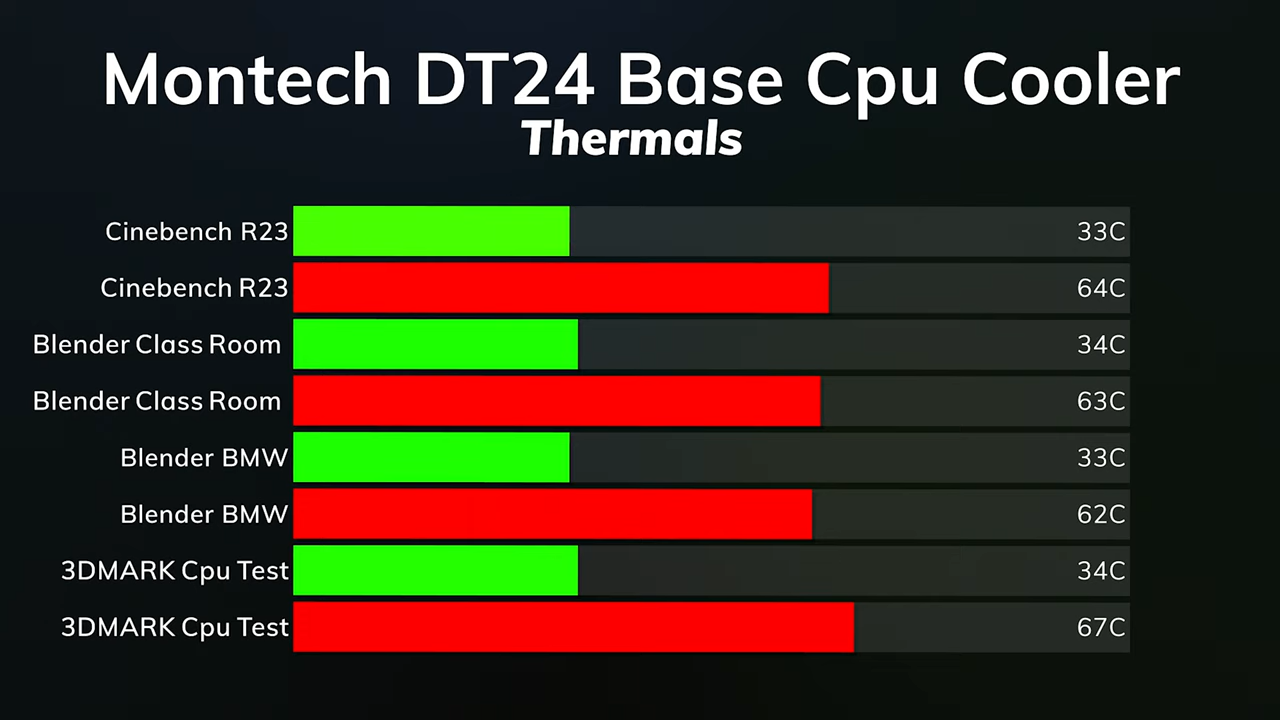 Montech DT24 Base Cpu Cooler
Thermals
Cinebench R23 33C
Cinebench R23 64C
Blender Class Room 34C
Blender Class Room 63C
Blender BMW 33C
Blender BMW 62C
3DMARK Cpu Test 34C
3DMARK Cpu Test 67C